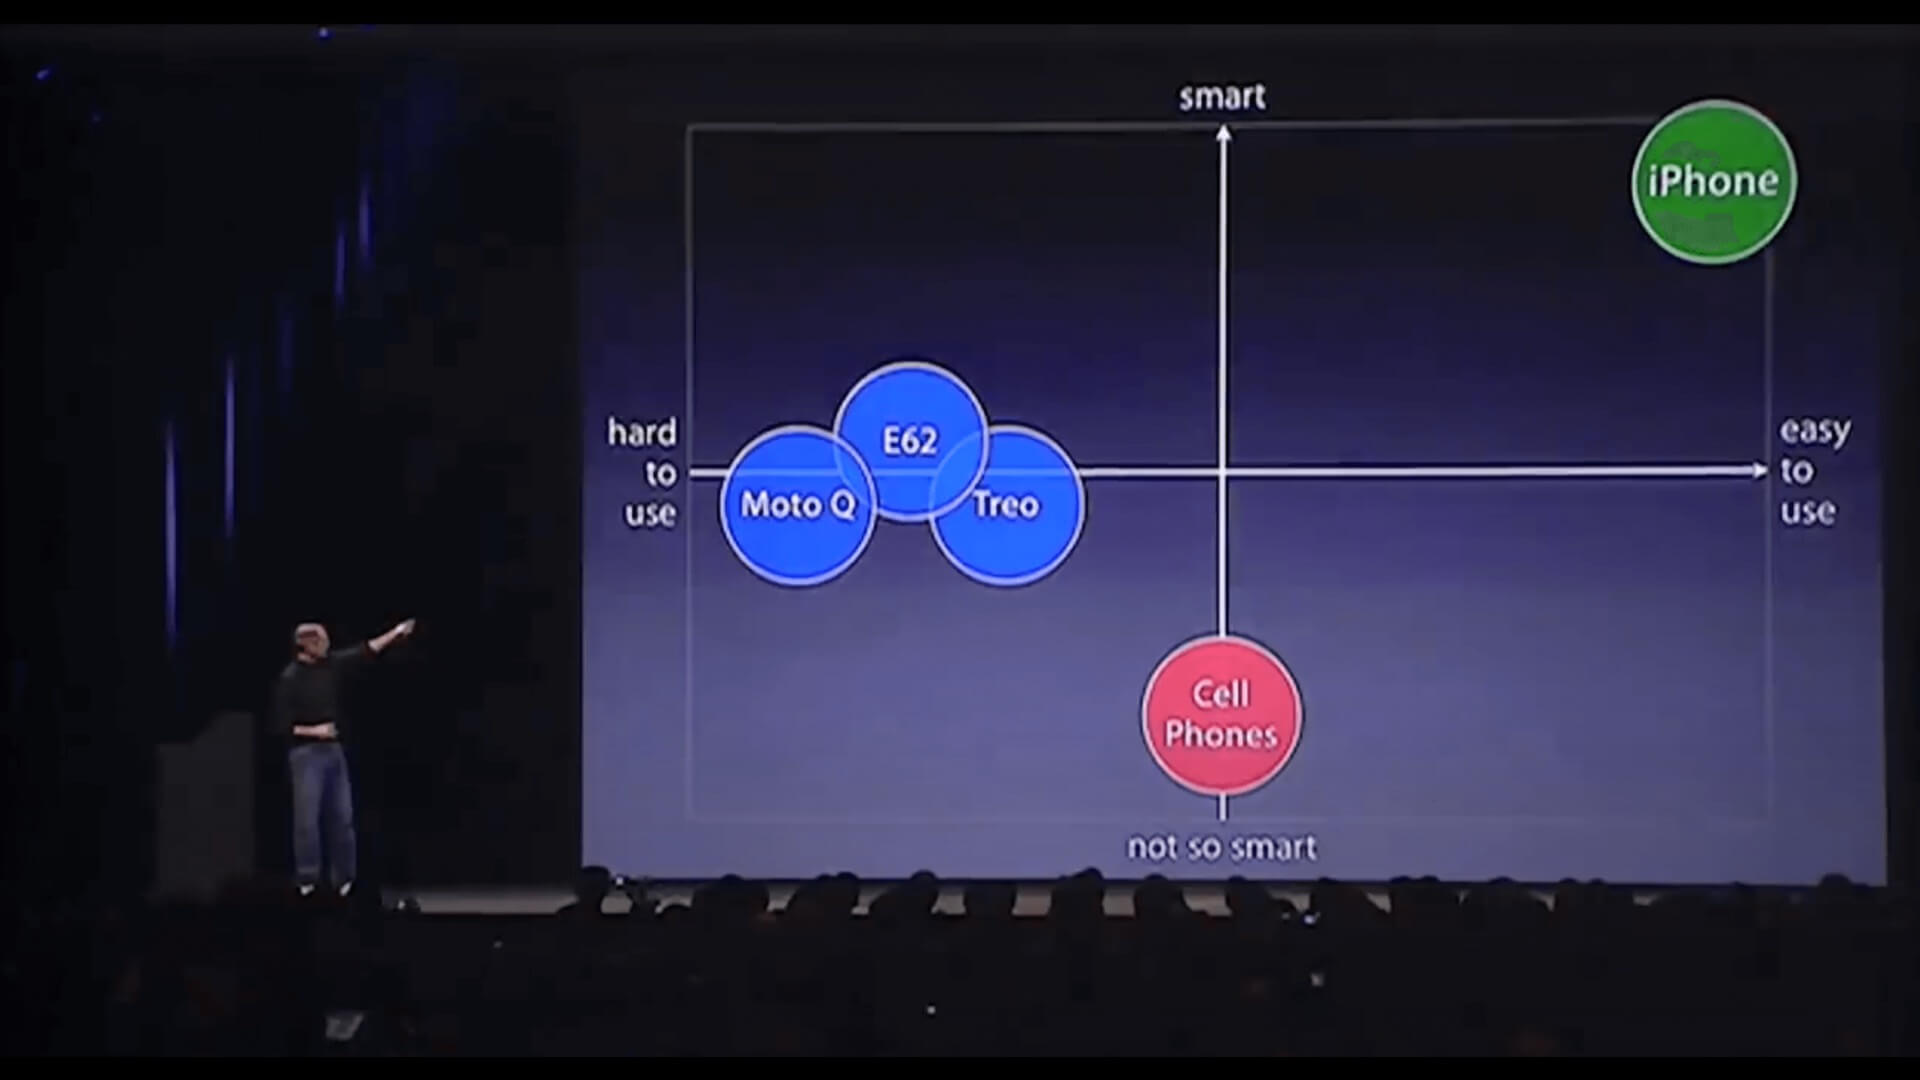 smart
iPhone
hard
to
use
E62
Moto Q
Treo
easy
to
use
Cell
Phones
not so smart